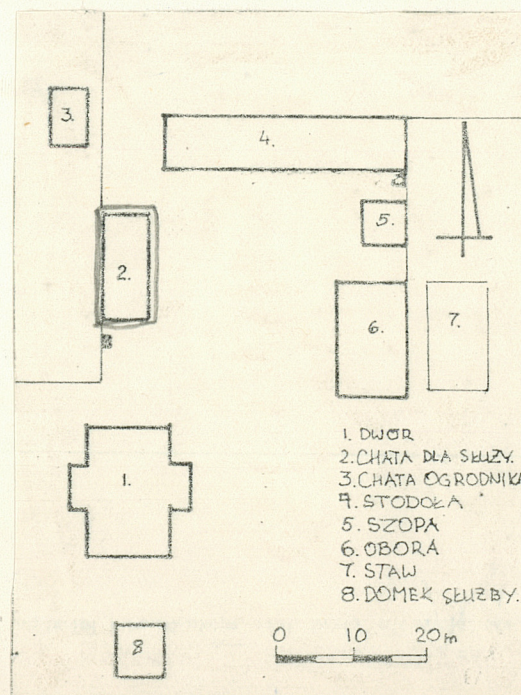 3.
4.
5.
2.
6.
7.
1.
1. DWÓR
2. CHATA DLA SŁUŻY.
3. CHATA OGRODNIKA
4. STODOŁA
5. SZOPA
6. OBORA
7. STAW
8. DOMEK SŁUŻBY.
8
0 10 20 m